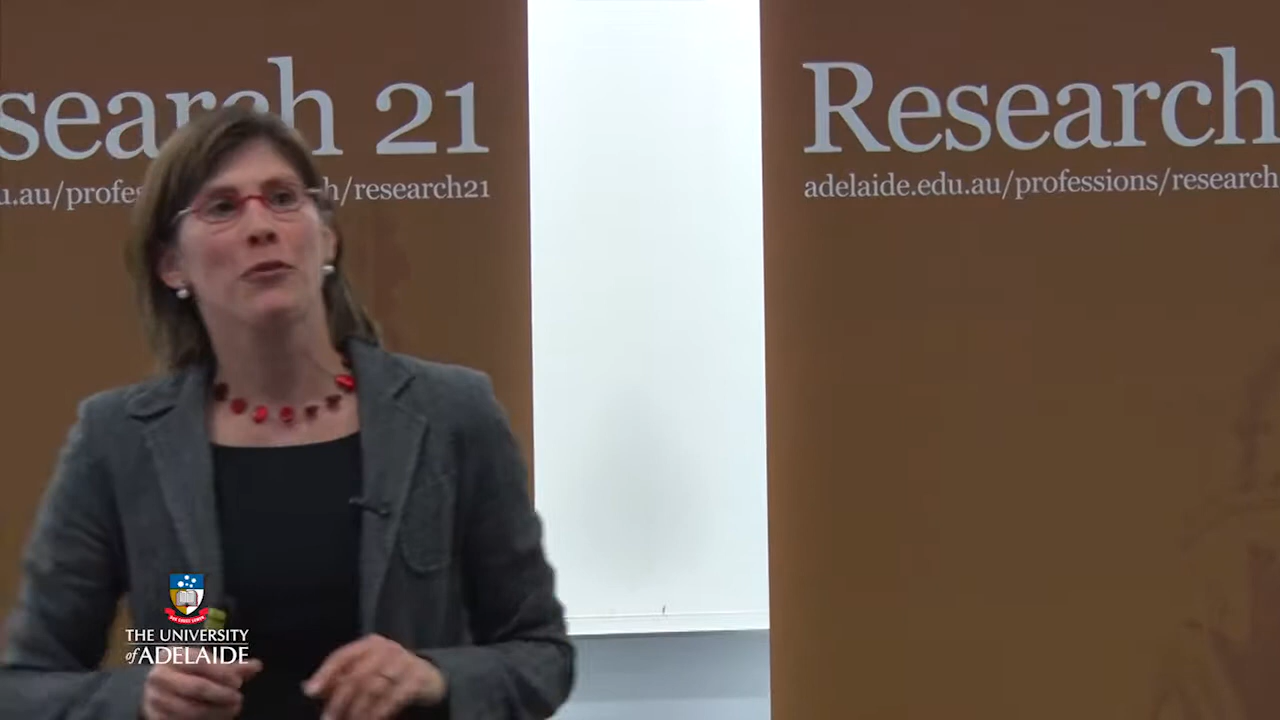 search 21
u.au/profes h/research21
Research
adelaide.edu.au/professions/research
THE UNIVERSITY
of ADELAIDE